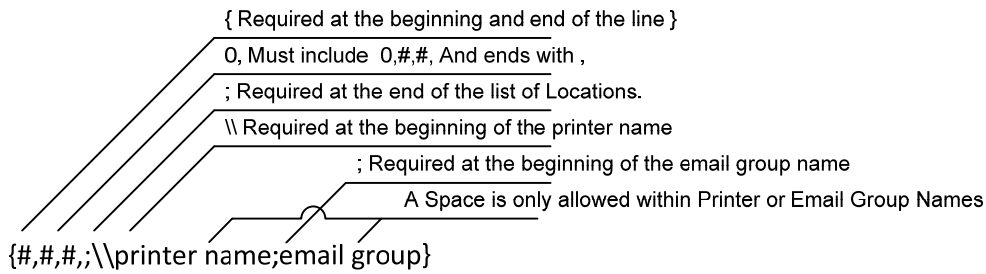 { Required at the beginning and end of the line }
0, Must include 0,#,#, And ends with ,
; Required at the end of the list of Locations.
\\ Required at the beginning of the printer name
; Required at the beginning of the email group name
A Space is only allowed within Printer or Email Group Names
{#,#,#,;\\printer name;email group}